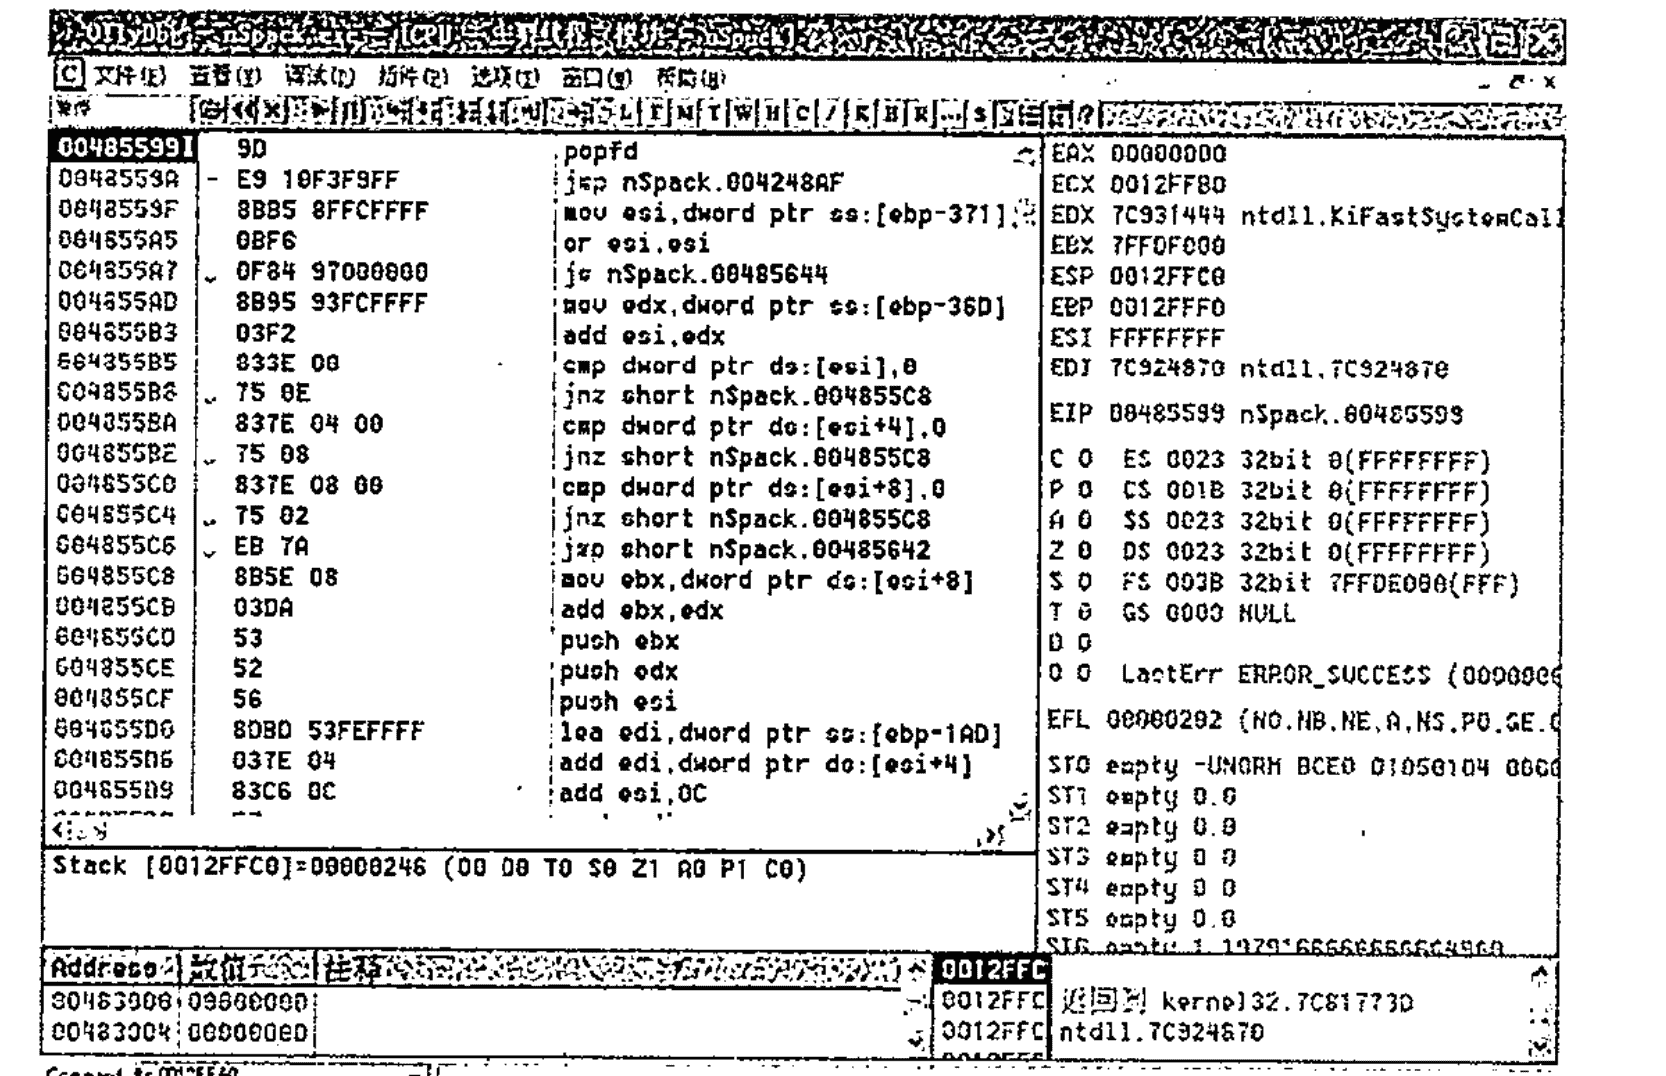 文件(F) 查看(V) 调试(D) 插件(P) 选项(T) 窗口(W) 帮助(H)
L E M T W H C / K B R ... S ?
00485599 9D popfd
0048559A - E9 10F3F9FF jmp nSpack.004248AF
0048559F 8BB5 8FFCFFFF mov esi,dword ptr ss:[ebp-371]
004855A5 0BF6 or esi,esi
004855A7 0F84 97000000 je nSpack.00485644
004855AD 8B95 93FCFFFF mov edx,dword ptr ss:[ebp-36D]
004855B3 03F2 add esi,edx
004855B5 833E 00 cmp dword ptr ds:[esi],0
004855B8 75 0E jnz short nSpack.004855C8
004855BA 837E 04 00 cmp dword ptr ds:[esi+4],0
004855BE 75 08 jnz short nSpack.004855C8
004855C0 837E 08 00 cmp dword ptr ds:[esi+8],0
004855C4 75 02 jnz short nSpack.004855C8
004855C6 EB 7A jmp short nSpack.00485642
004855C8 8B5E 08 mov ebx,dword ptr ds:[esi+8]
004855CB 03DA add ebx,edx
004855CD 53 push ebx
004855CE 52 push edx
004855CF 56 push esi
004855D0 8DBD 53FEFFFF lea edi,dword ptr ss:[ebp-1AD]
004855D6 037E 04 add edi,dword ptr ds:[esi+4]
004855D9 83C6 0C add esi,0C
EAX 00000000
ECX 0012FFB0
EDX 7C931444 ntdll.KiFastSystemCall
EBX 7FFDF000
ESP 0012FFC0
EBP 0012FFF0
ESI FFFFFFFF
EDI 7C924870 ntdll.7C924870
EIP 00485599 nSpack.00485599
C 0 ES 0023 32bit 0(FFFFFFFF)
P 0 CS 001B 32bit 0(FFFFFFFF)
A 0 SS 0023 32bit 0(FFFFFFFF)
Z 0 DS 0023 32bit 0(FFFFFFFF)
S 0 FS 003B 32bit 7FFDE000(FFF)
T 0 GS 0000 NULL
D 0
O 0 LastErr ERROR_SUCCESS (0000000
EFL 00000202 (NO,NB,NE,A,NS,PO,GE,G
ST0 empty -UNORM BCE0 01050104 0000
ST1 empty 0.0
ST2 empty 0.0
ST3 empty 0.0
ST4 empty 0.0
ST5 empty 0.0
Stack [0012FFC0]=00000246 (O0 D0 T0 S0 Z1 A0 P1 C0)
Address 数值 注释
00483000 00000000
00483004 00000000
0012FFC
0012FFC 返回到 kernel32.7C81773D
0012FFC ntdll.7C924870